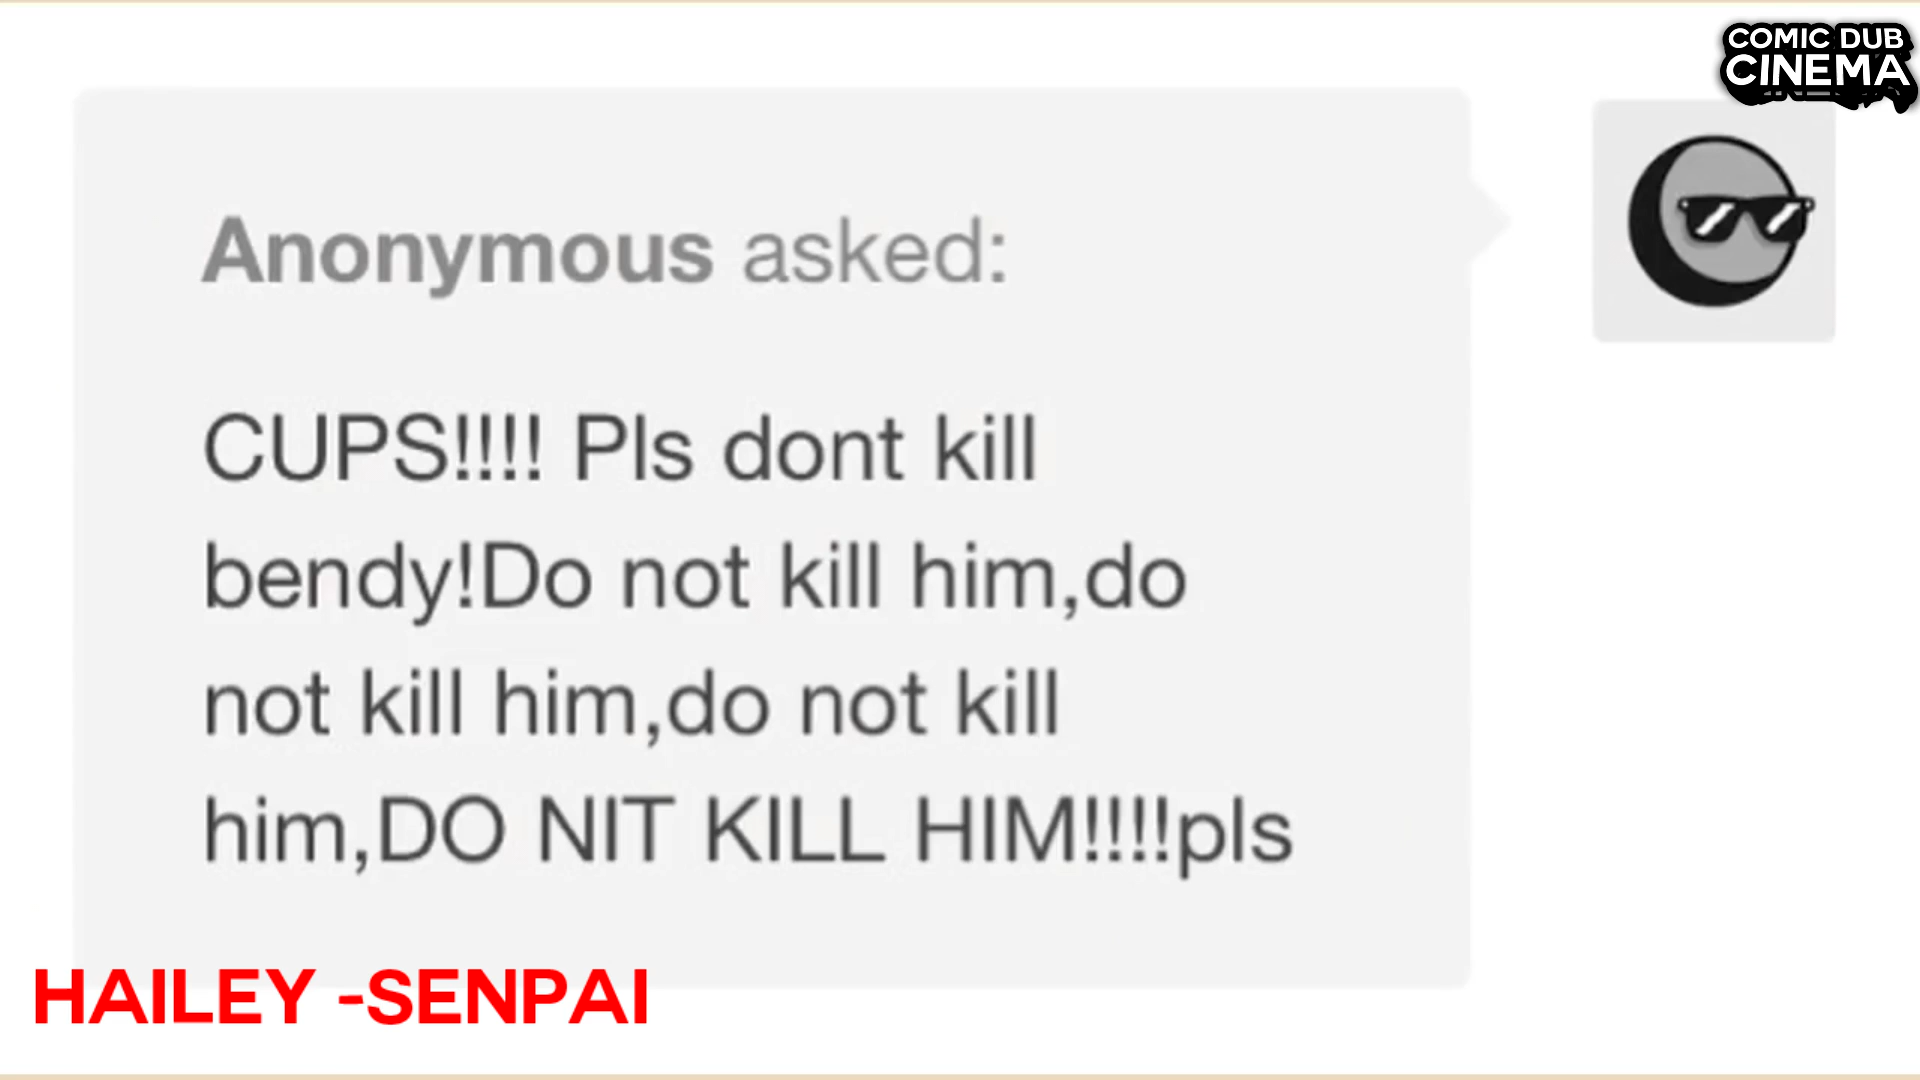 COMIC DUB
CINEMA
Anonymous asked:
CUPS!!!! Pls dont kill
bendy!Do not kill him,do
not kill him,do not kill
him,DO NIT KILL HIM!!!!pls
HAILEY -SENPAI